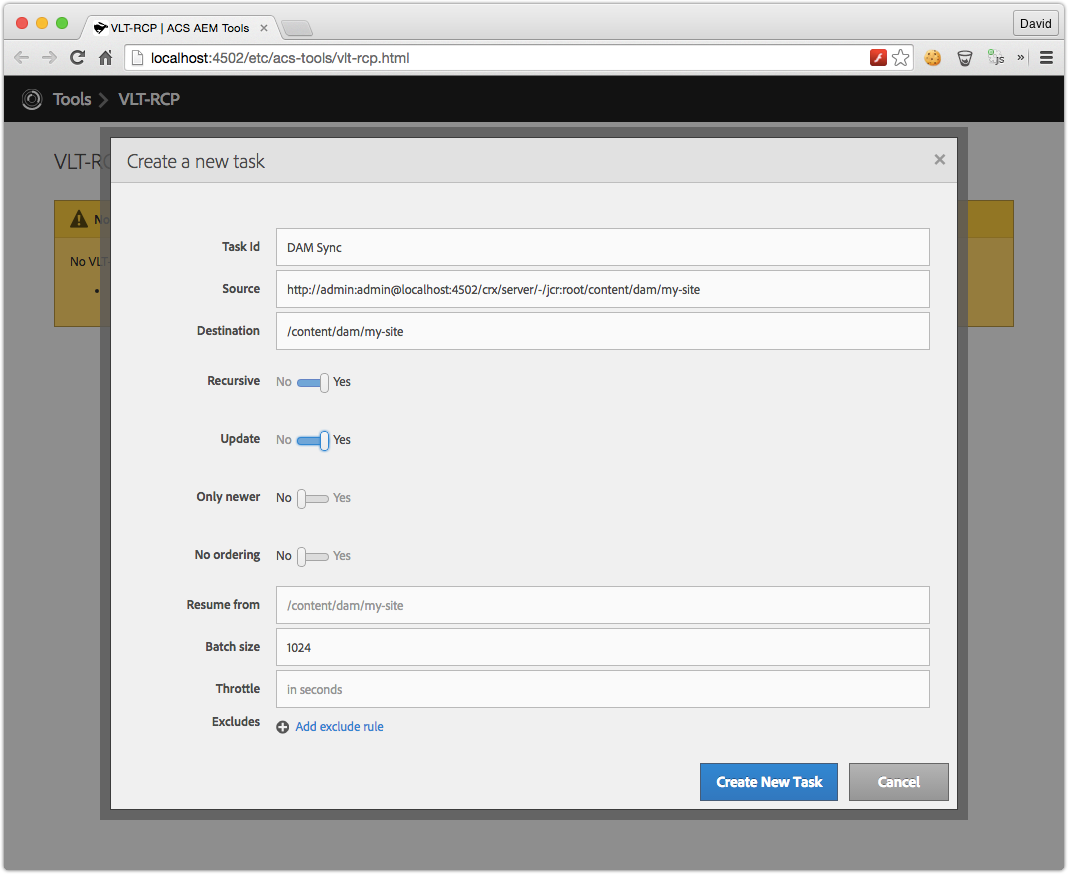 VLT-RCP | ACS AEM Tools
David
localhost:4502/etc/acs-tools/vlt-rcp.html
js
»
Tools VLT-RCP
VLT-RC
Create a new task
No
No VLT-
•
Task Id DAM Sync
Source http://admin:admin@localhost:4502/crx/server/-/jcr:root/content/dam/my-site
Destination /content/dam/my-site
Recursive No Yes
Update No Yes
Only newer No Yes
No ordering No Yes
Resume from /content/dam/my-site
Batch size 1024
Throttle in seconds
Excludes Add exclude rule
Create New Task Cancel